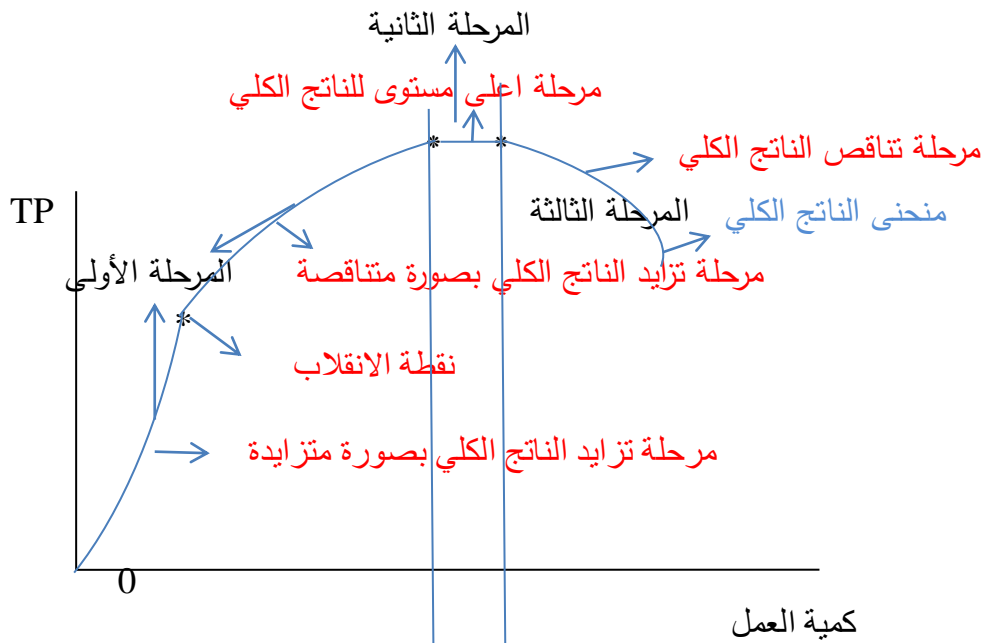 المرحلة الثانية
مرحلة اعلى مستوى للناتج الكلي
مرحلة تناقص الناتج الكلي
TP
المرحلة الثالثة
منحنى الناتج الكلي
المرحلة الأولى
مرحلة تزايد الناتج الكلي بصورة متناقصة
نقطة الانقلاب
مرحلة تزايد الناتج الكلي بصورة متزايدة
0
كمية العمل